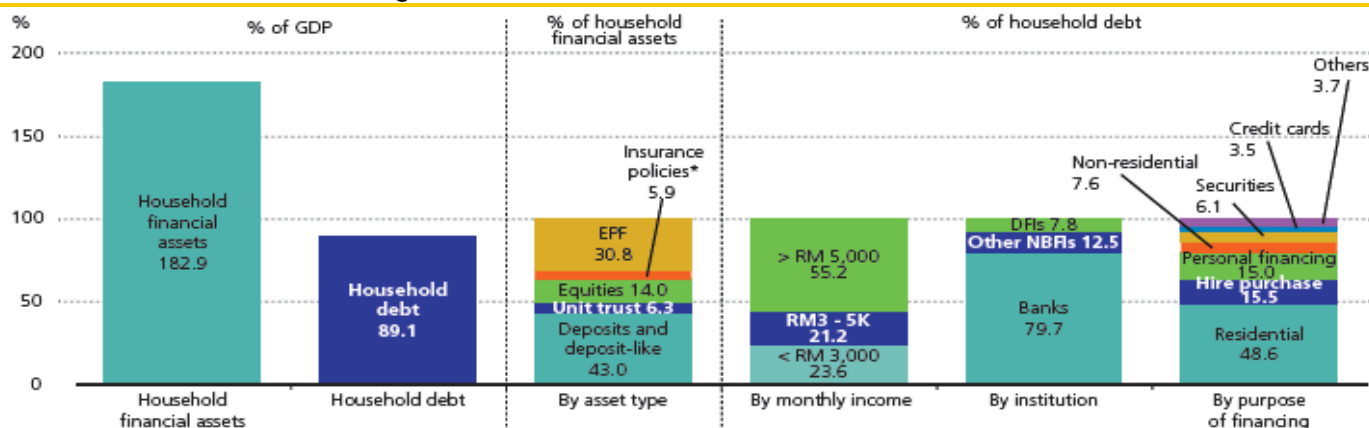 %
% of GDP
% of household
financial assets
% of household debt
200
150
100
50
0
Household
financial
assets
182.9
Household
debt
89.1
Insurance
policies*
5.9
EPF
30.8
Equities 14.0
Unit trust 6.3
Deposits and
deposit-like
43.0
> RM 5,000
55.2
RM3 - 5K
21.2
< RM 3,000
23.6
DFIs 7.8
Other NBFIs 12.5
Banks
79.7
Others
3.7
Credit cards
3.5
Non-residential
7.6
Securities
6.1
Personal financing
15.0
Hire purchase
15.5
Residential
48.6
Household
financial assets
Household debt
By asset type
By monthly income
By institution
By purpose
of financing